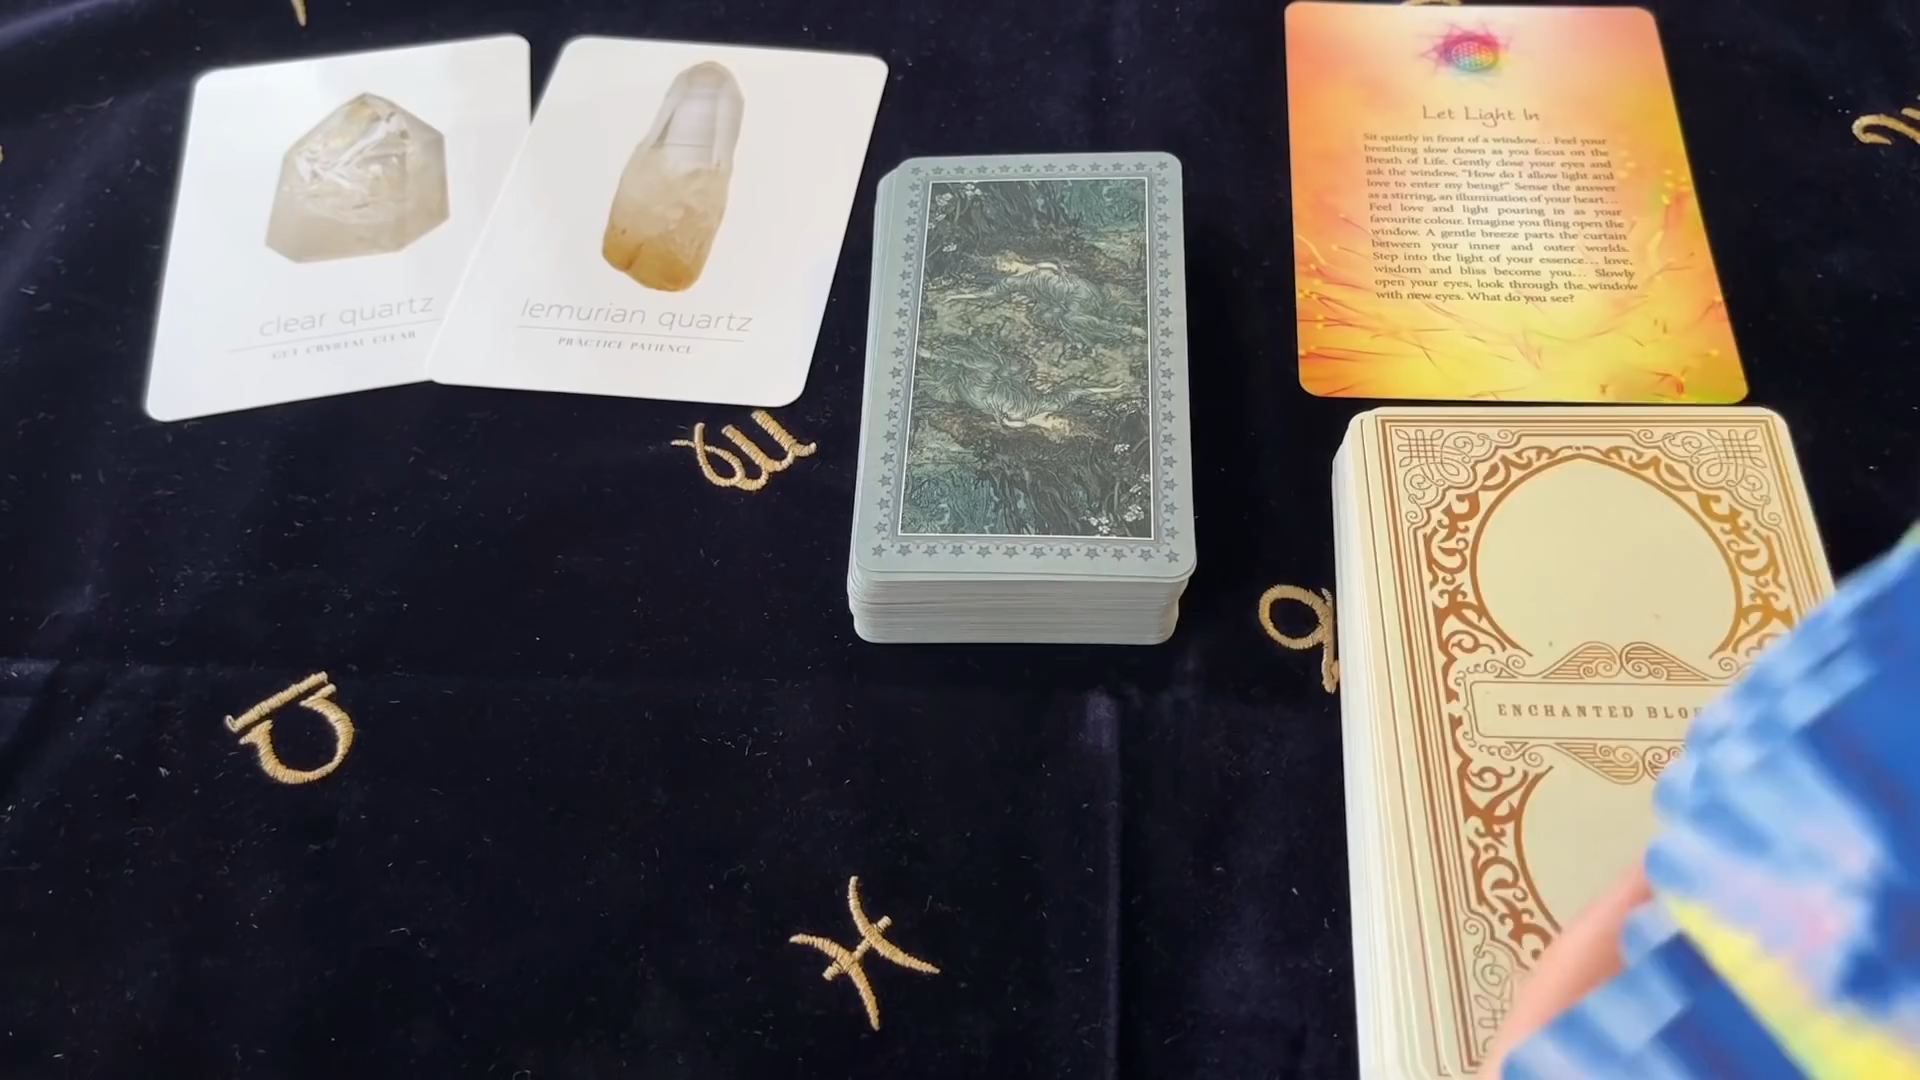 clear quartz
GET CRYSTAL CLEAR
lemurian quartz
PRACTICE PATIENCE
Let Light In
Sit quietly in front of a window... Feel your
breathing slow down as you focus on the
Breath of Life. Gently close your eyes and
ask the window, "How do I allow light and
love to enter my being?" Sense the answer
as a stirring, an illumination of your heart...
Feel love and light pouring in as your
favourite colour. Imagine you fling open the
window. A gentle breeze parts the curtain
between your inner and outer worlds.
Step into the light of your essence... love,
wisdom and bliss become you... Slowly
open your eyes, look through the window
with new eyes. What do you see?
ENCHANTED